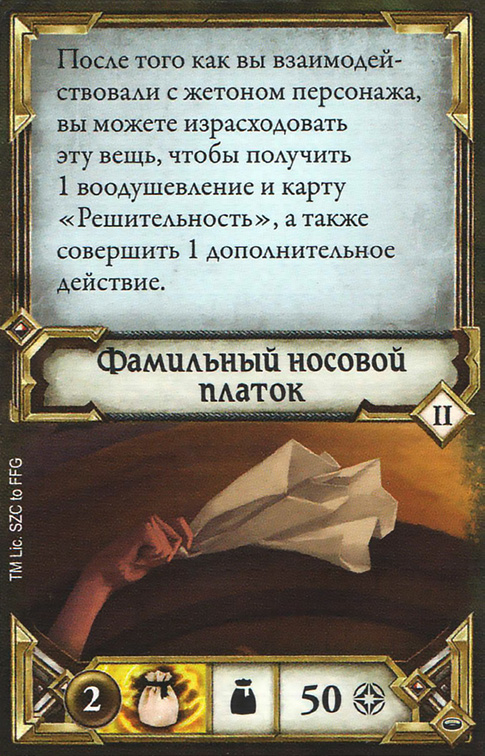 После того как вы взаимодей-
ствовали с жетоном персонажа,
вы можете израсходовать
эту вещь, чтобы получить
1 воодушевление и карту
«Решительность», а также
совершить 1 дополнительное
действие.
Фамильный носовой
платок
II
TM Lic. SZC to FFG
2
50